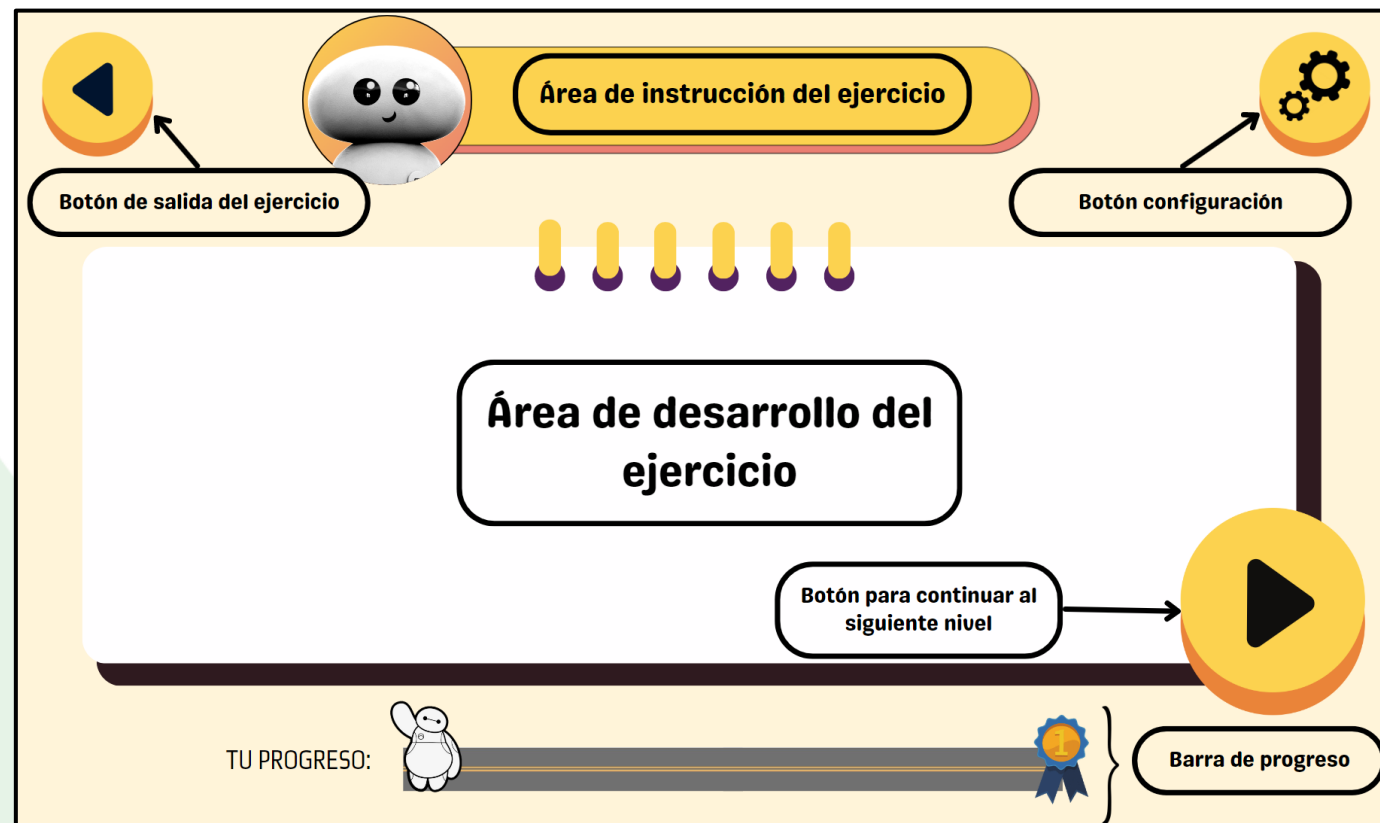 Área de instrucción del ejercicio
Botón de salida del ejercicio
Botón configuración
Área de desarrollo del
ejercicio
Botón para continuar al
siguiente nivel
TU PROGRESO:
1
Barra de progreso